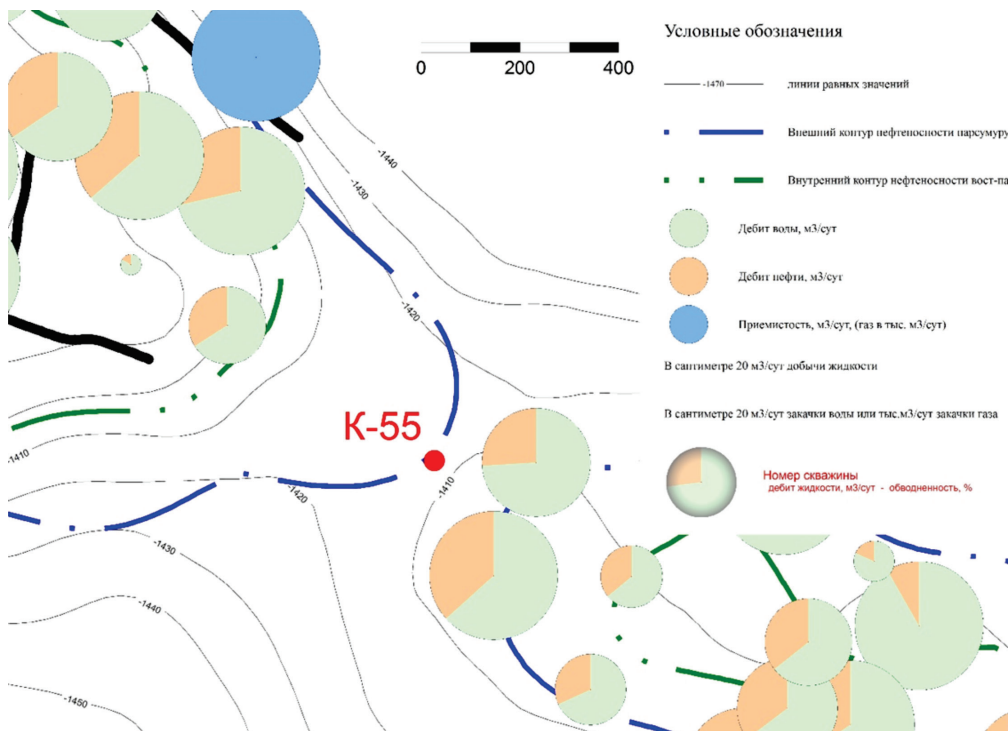 Условные обозначения
-1470
линии равных значений
Внешний контур нефтеносности парсумуру
Внутренний контур нефтеносности вост-па
Дебит воды, м3/сут
Дебит нефти, м3/сут
Приемистость, м3/сут, (газ в тыс. м3/сут)
В сантиметре 20 м3/сут добычи жидкости
В сантиметре 20 м3/сут закачки воды или тыс.м3/сут закачки газа
Номер скважины
дебит жидкости, м3/сут - обводненность, %
0 200 400
-1440
-1430
-1420
К-55
-1410
-1410
-1420
-1430
-1440
-1450